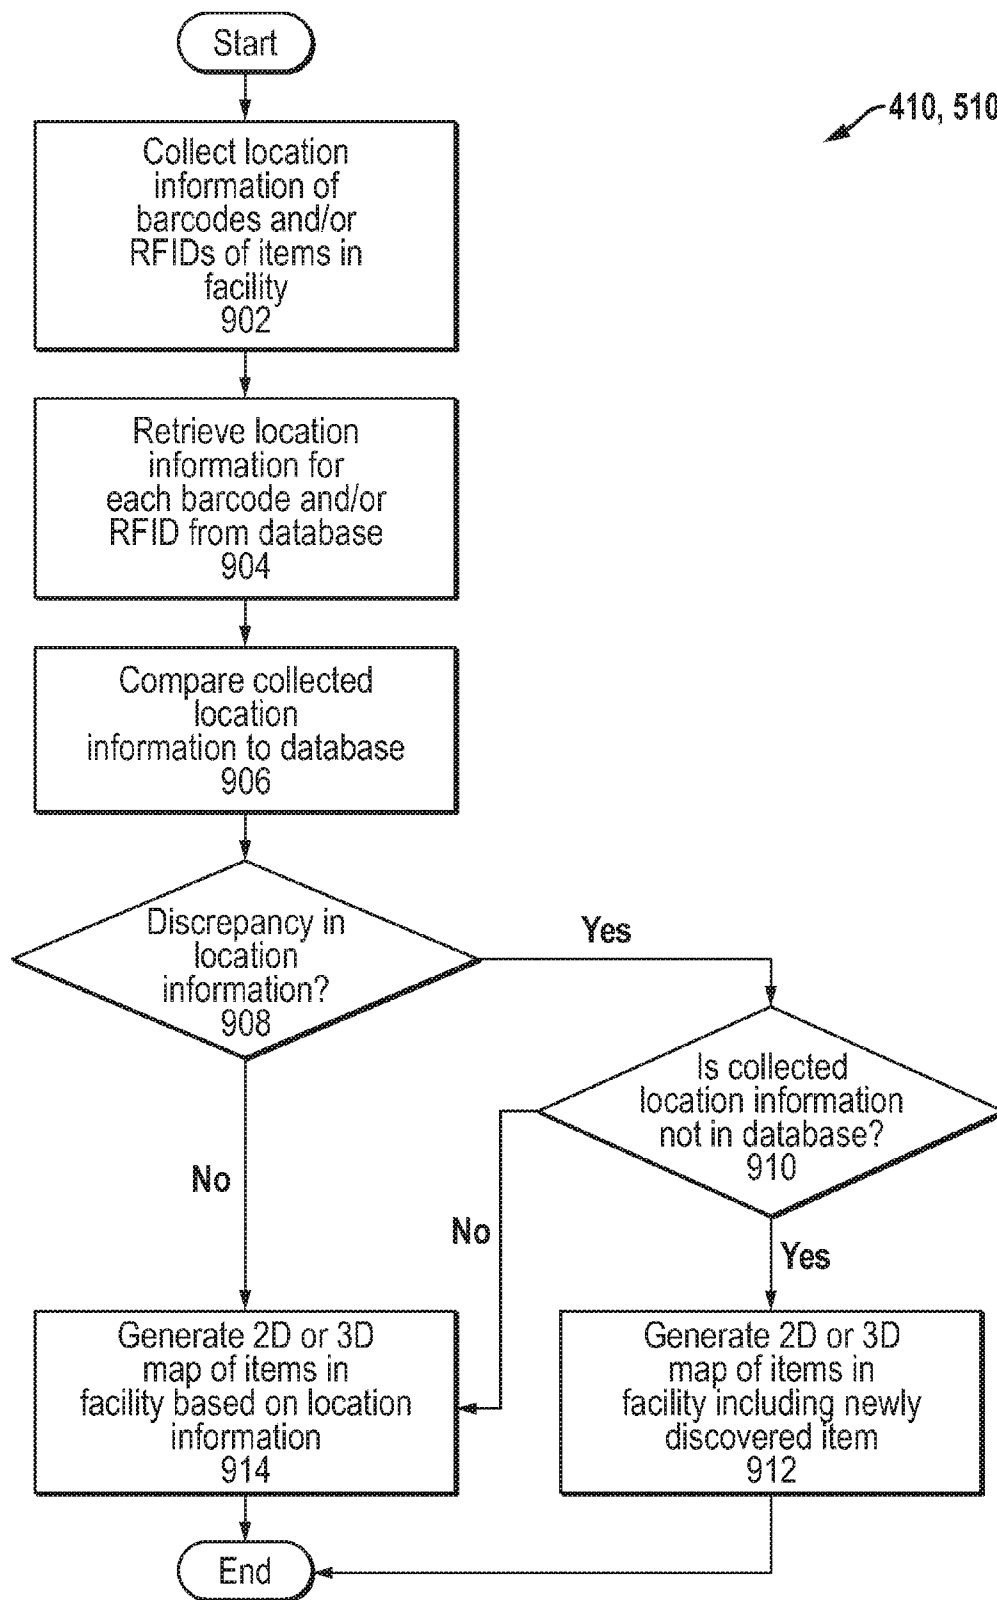 Start
410, 510
Collect location
information of
barcodes and/or
RFIDs of items in
facility
902
Retrieve location
information for
each barcode and/or
RFID from database
904
Compare collected
location
information to database
906
Discrepancy in
location
information?
908
Yes
Is collected
location information
not in database?
910
No
No
Yes
Generate 2D or 3D
map of items in
facility based on location
information
914
Generate 2D or 3D
map of items in
facility including newly
discovered item
912
End